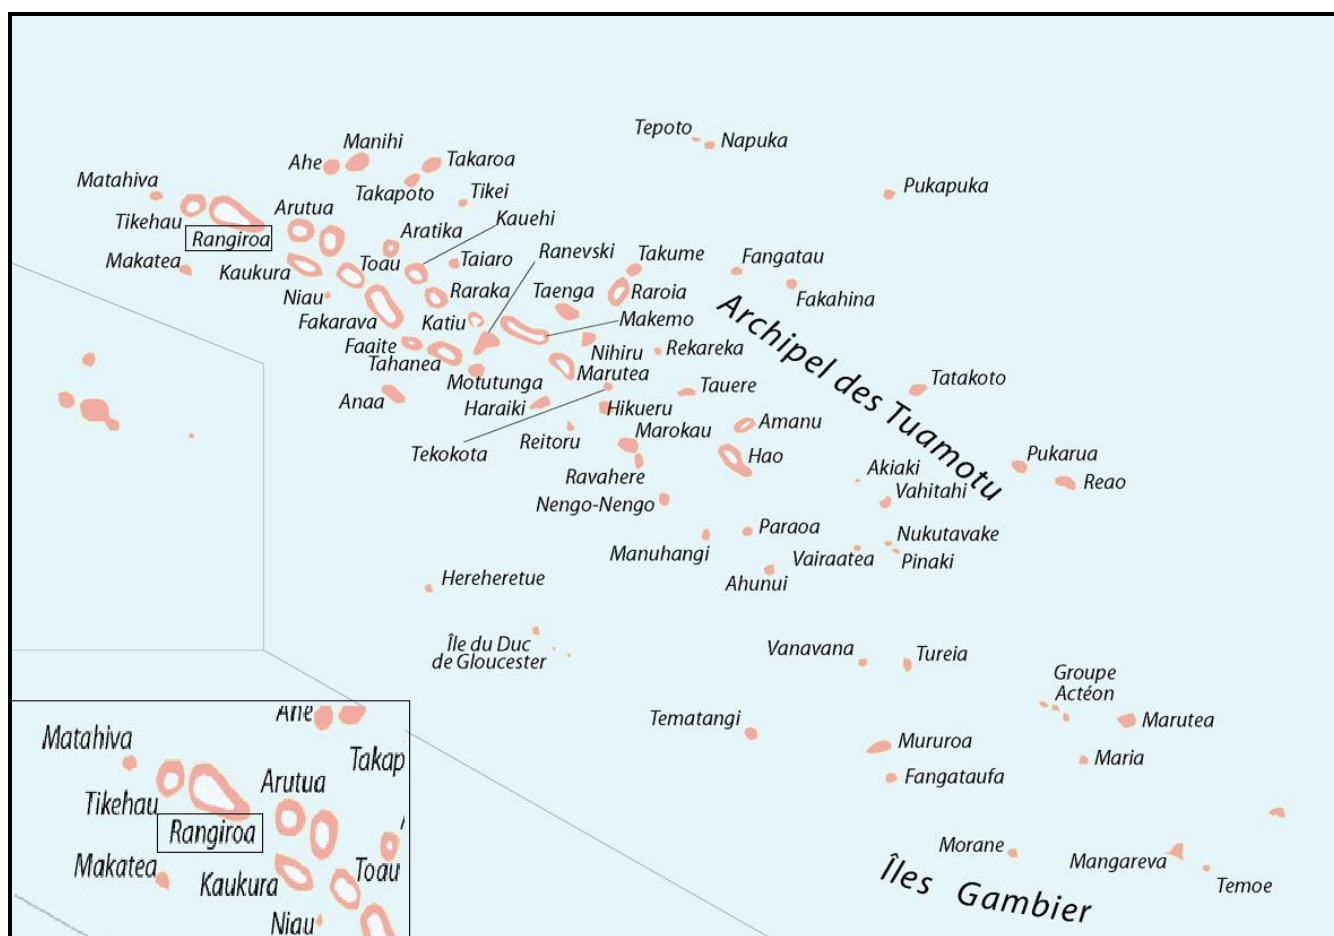 Tepoto
Napuka
Manihi
Ahe
Takaroa
Matahiva
Takapoto
Tikei
Pukapuka
Tikehau
Arutua
Kauehi
Rangiroa
Aratika
Ranevski
Makatea
Kaukura
Toau
Taiaro
Takume
Fangatau
Niau
Raraka
Taenga
Raroia
Fakahina
Fakarava
Katiu
Makemo
Archipel des Tuamotu
Faaite
Tahanea
Nihiru
Rekareka
Motutunga
Marutea
Tauere
Tatakoto
Anaa
Haraiki
Hikueru
Reitoru
Marokau
Amanu
Tekokota
Hao
Pukarua
Ravahere
Akiaki
Reao
Nengo-Nengo
Vahitahi
Manuhangi
Paraoa
Nukutavake
Vairaatea
Pinaki
Hereheretue
Ahunui
Île du Duc
de Gloucester
Vanavana
Tureia
Groupe
Actéon
Tematangi
Marutea
Mururoa
Maria
Fangataufa
Morane
Mangareva
Temoe
Îles Gambier
Ahe
Matahiva
Takap
Arutua
Tikehau
Rangiroa
Makatea
Kaukura
Toau
Niau